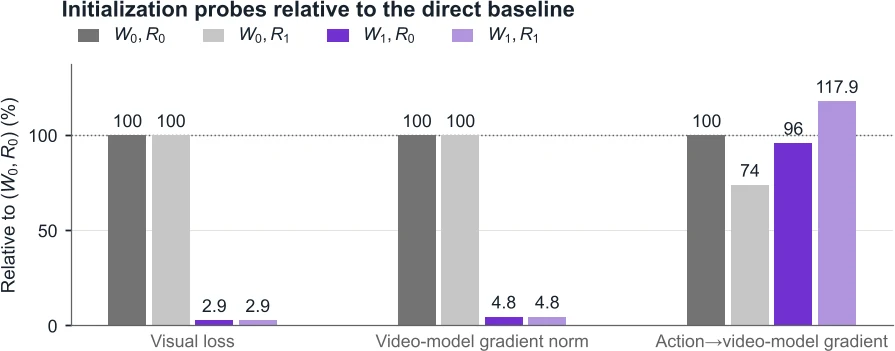 Initialization probes relative to the direct baseline
W₀, R₀ W₀, R₁ W₁, R₀ W₁, R₁
Relative to (W₀, R₀) (%)
100
50
0
100 100 2.9 2.9
100 100 4.8 4.8
100 74 96 117.9
Visual loss Video-model gradient norm Action→video-model gradient